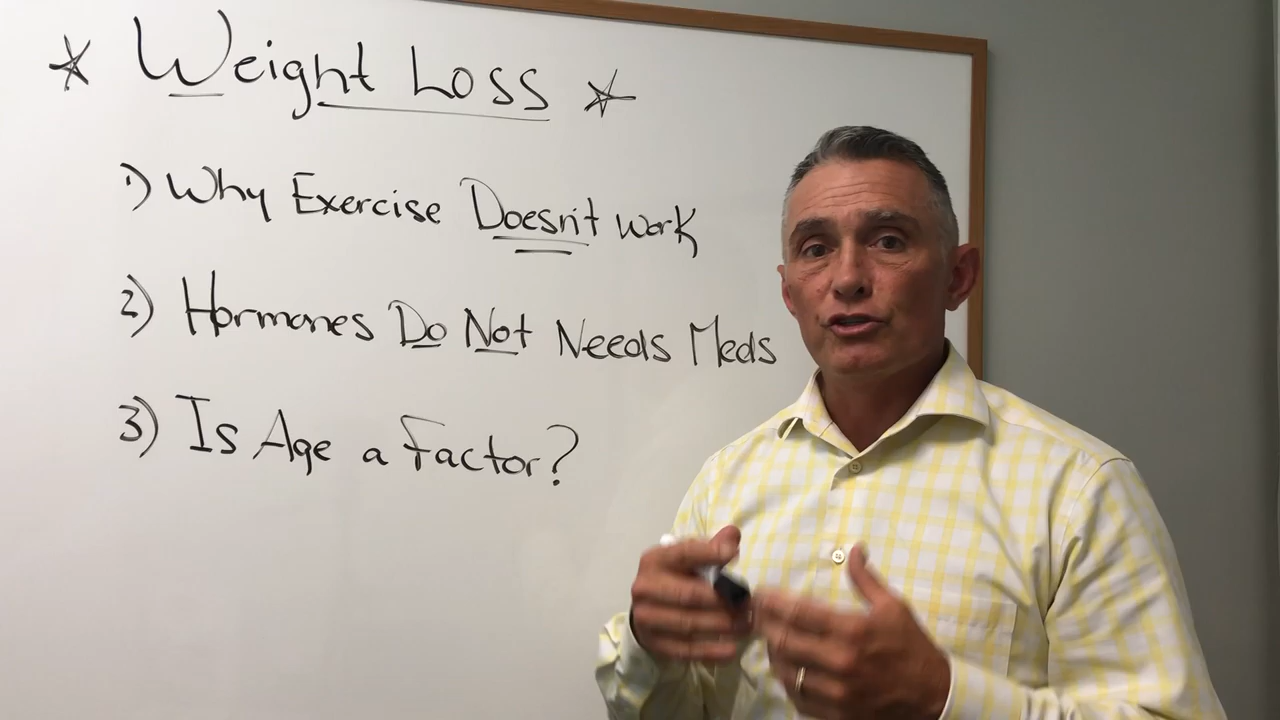 * Weight Loss *
1) Why Exercise Doesn't work
2) Hormones Do Not Needs Meds
3) Is Age a Factor?